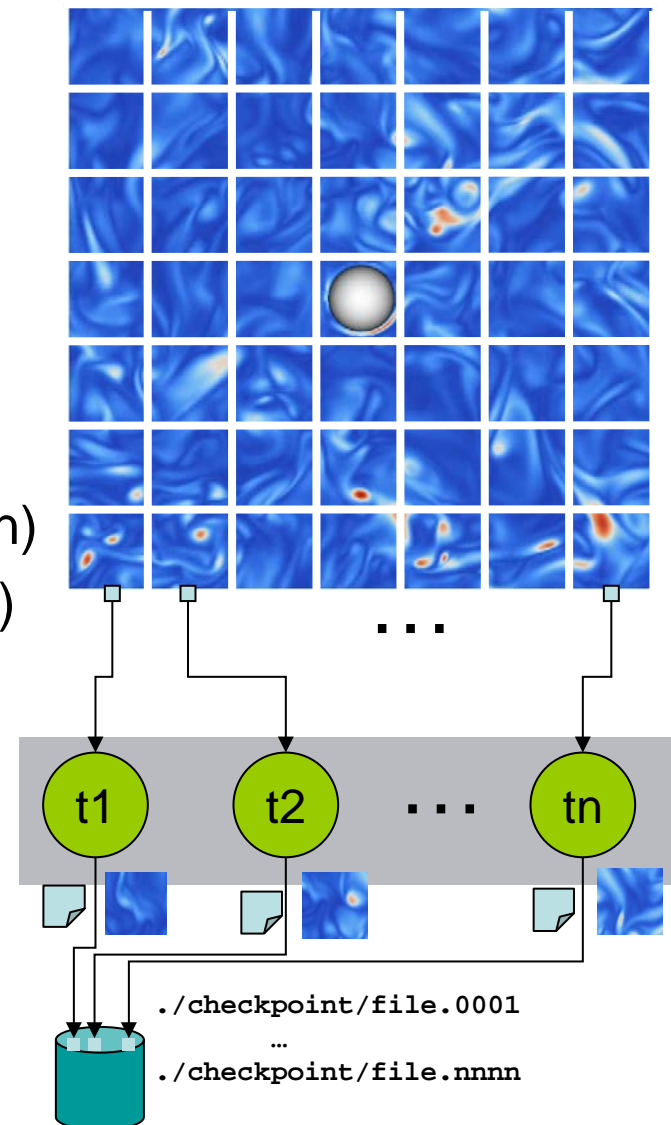 n)
)
...
t1 t2 ... tn
./checkpoint/file.0001
…
./checkpoint/file.nnnn